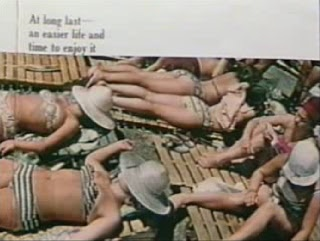 At long last—
an easier life and
time to enjoy it